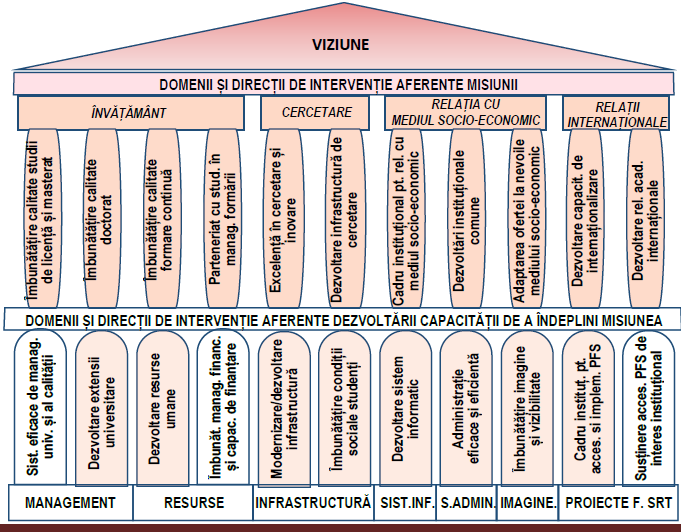 VIZIUNE
DOMENII ȘI DIRECȚII DE INTERVENȚIE AFERENTE MISIUNII
ÎNVĂȚĂMÂNT
CERCETARE
RELAȚIA CU
MEDIUL SOCIO-ECONOMIC
RELAȚII
INTERNAȚIONALE
Îmbunătățire calitate studii
de licență și masterat
Îmbunătățire calitate
doctorat
Îmbunătățire calitate
formare continuă
Parteneriat cu stud. în
manag. formării
Excelență în cercetare și
inovare
Dezvoltare infrastructură de
cercetare
Cadru instituțional pt. rel. cu
mediul socio-economic
Dezvoltări instituționale
comune
Adaptarea ofertei la nevoile
mediului socio-economic
Dezvoltare capacit. de
internaționalizare
Dezvoltare rel. acad.
internaționale
DOMENII ȘI DIRECȚII DE INTERVENȚIE AFERENTE DEZVOLTĂRII CAPACITĂȚII DE A ÎNDEPLINI MISIUNEA
Sist. eficace de manag.
univ. și al calității
Dezvoltare extensii
universitare
Dezvoltare resurse
umane
Îmbunăt. manag. financ.
și capac. de finanțare
Modernizare/dezvoltare
infrastructură
Îmbunătățire condiții
sociale studenți
Dezvoltare sistem
informatic
Administrație
eficace și eficientă
Îmbunătățire imagine
și vizibilitate
Cadru instituț. pt.
acces. si implem. PFS
Susținere acces. PFS de
interes instituțional
MANAGEMENT
RESURSE
INFRASTRUCTURĂ
SIST.INF.
S.ADMIN.
IMAGINE.
PROIECTE F. SRT